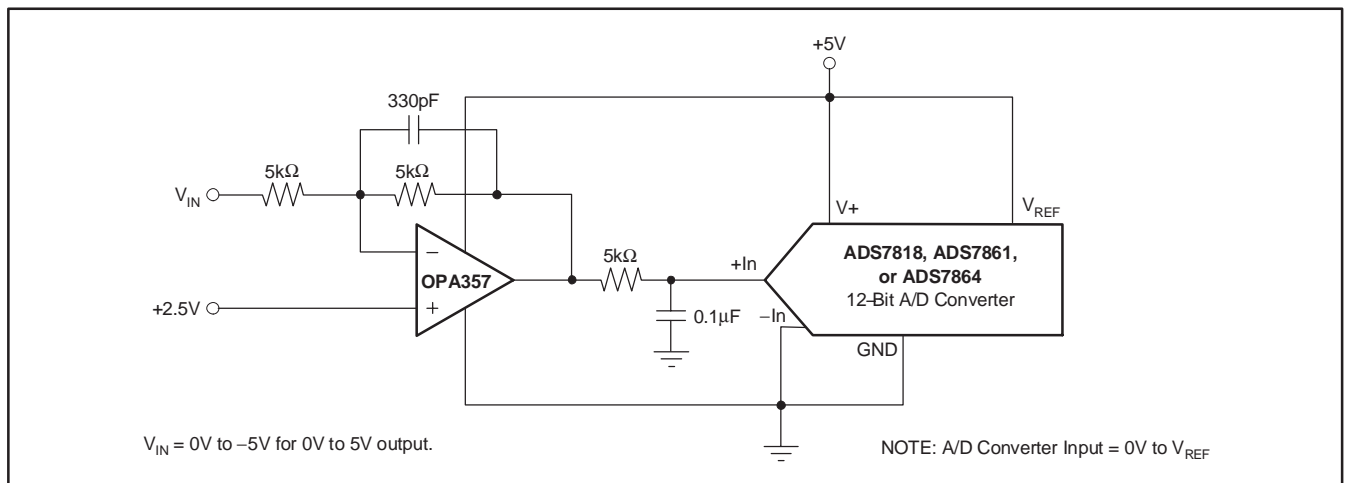 +5V
330pF
5kΩ
5kΩ
V_IN
V+
V_REF
−
OPA357
+
+2.5V
5kΩ
+In
0.1µF
−In
ADS7818, ADS7861,
or ADS7864
12–Bit A/D Converter
GND
V_IN = 0V to −5V for 0V to 5V output.
NOTE: A/D Converter Input = 0V to V_REF